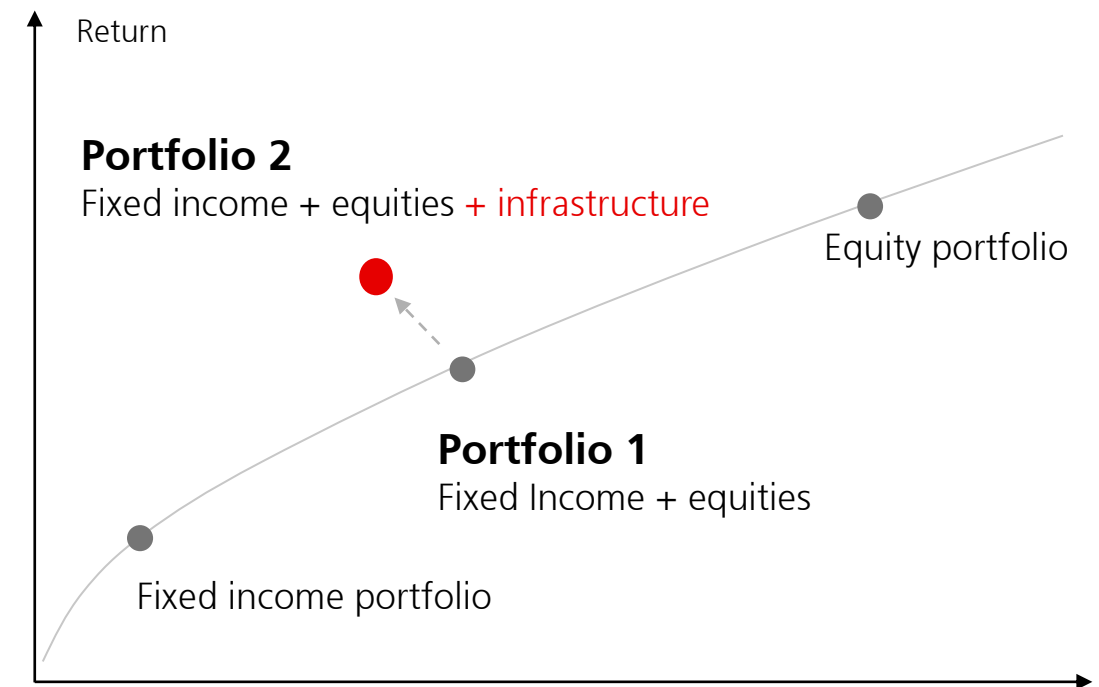 Return
Portfolio 2
Fixed income + equities + infrastructure
Equity portfolio
Portfolio 1
Fixed Income + equities
Fixed income portfolio